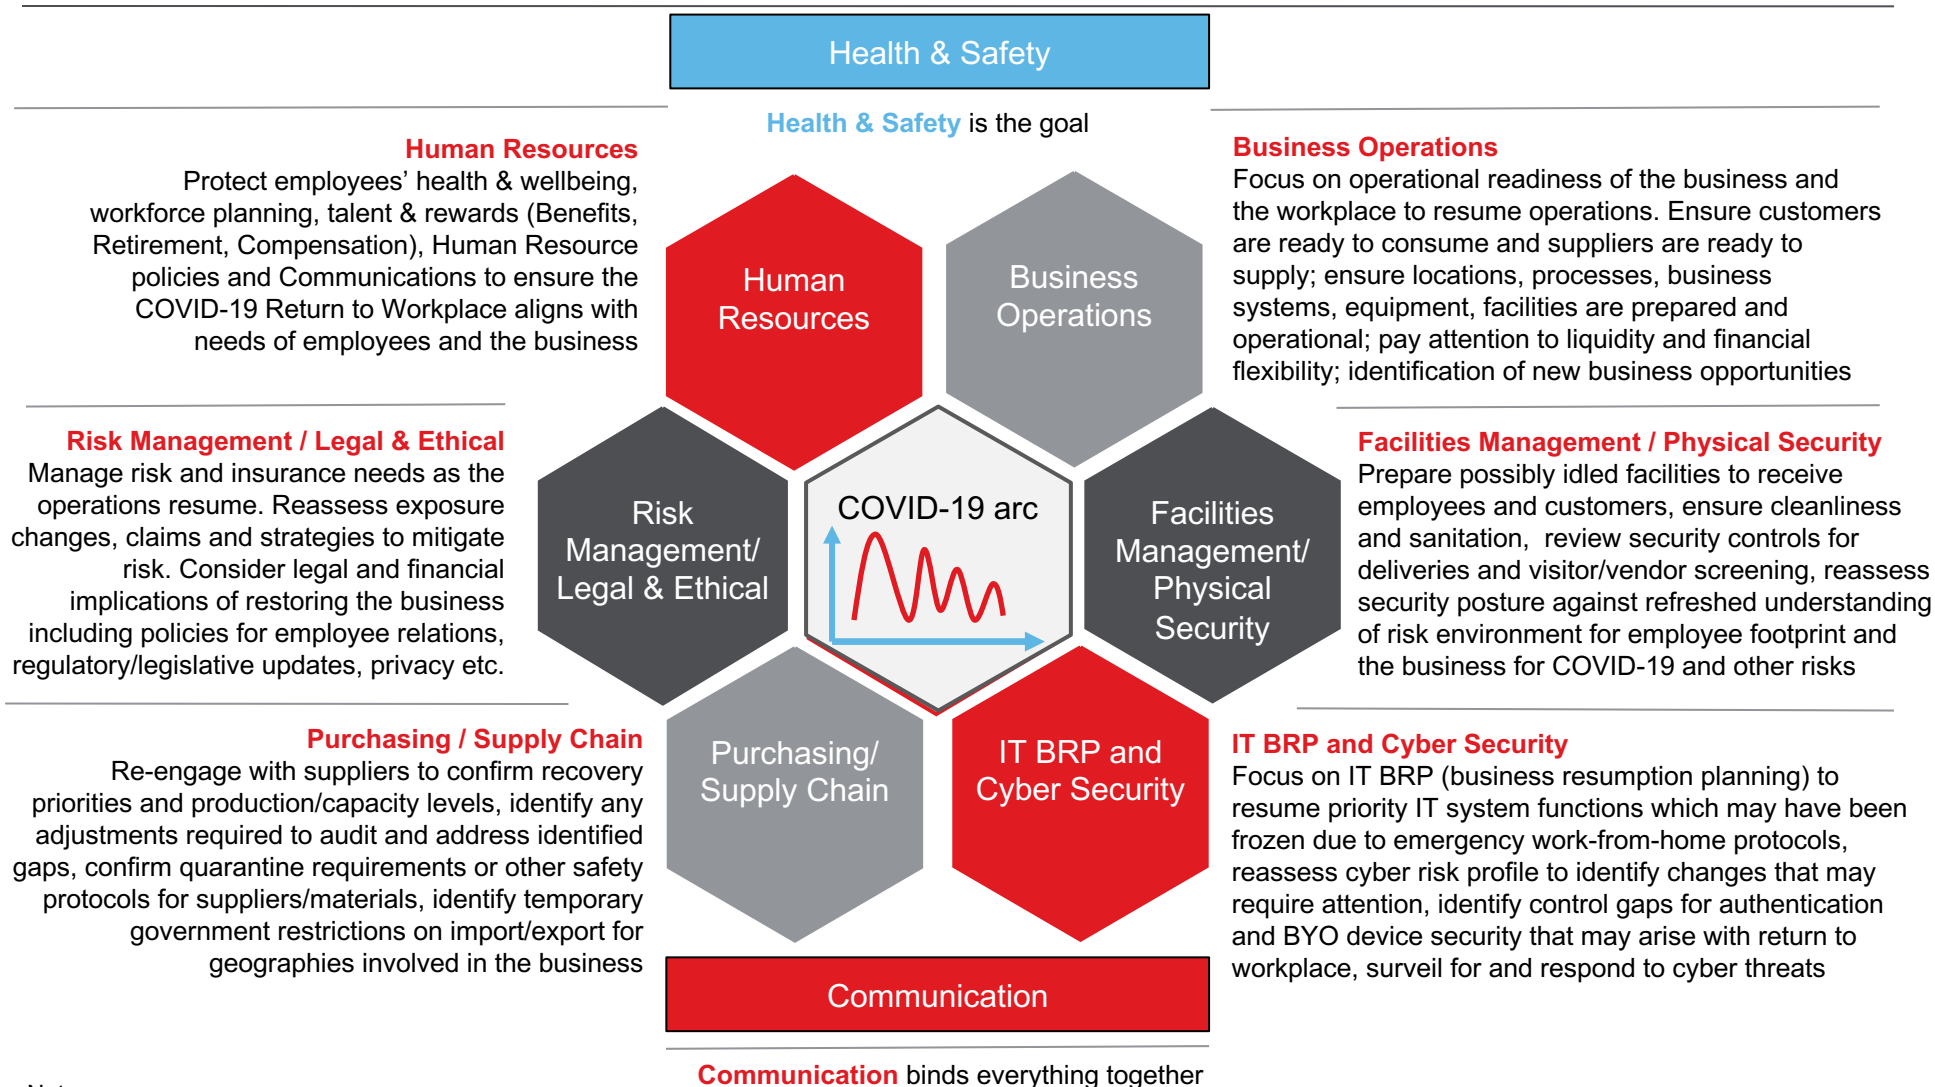 Health & Safety
Health & Safety is the goal
Human Resources
Protect employees’ health & wellbeing,
workforce planning, talent & rewards (Benefits,
Retirement, Compensation), Human Resource
policies and Communications to ensure the
COVID-19 Return to Workplace aligns with
needs of employees and the business
Business Operations
Focus on operational readiness of the business and
the workplace to resume operations. Ensure customers
are ready to consume and suppliers are ready to
supply; ensure locations, processes, business
systems, equipment, facilities are prepared and
operational; pay attention to liquidity and financial
flexibility; identification of new business opportunities
Human
Resources
Business
Operations
Risk Management / Legal & Ethical
Manage risk and insurance needs as the
operations resume. Reassess exposure
changes, claims and strategies to mitigate
risk. Consider legal and financial
implications of restoring the business
including policies for employee relations,
regulatory/legislative updates, privacy etc.
Risk
Management/
Legal & Ethical
COVID-19 arc
Facilities
Management/
Physical
Security
Facilities Management / Physical Security
Prepare possibly idled facilities to receive
employees and customers, ensure cleanliness
and sanitation, review security controls for
deliveries and visitor/vendor screening, reassess
security posture against refreshed understanding
of risk environment for employee footprint and
the business for COVID-19 and other risks
Purchasing / Supply Chain
Re-engage with suppliers to confirm recovery
priorities and production/capacity levels, identify any
adjustments required to audit and address identified
gaps, confirm quarantine requirements or other safety
protocols for suppliers/materials, identify temporary
government restrictions on import/export for
geographies involved in the business
Purchasing/
Supply Chain
IT BRP and
Cyber Security
IT BRP and Cyber Security
Focus on IT BRP (business resumption planning) to
resume priority IT system functions which may have been
frozen due to emergency work-from-home protocols,
reassess cyber risk profile to identify changes that may
require attention, identify control gaps for authentication
and BYO device security that may arise with return to
workplace, surveil for and respond to cyber threats
Communication
Communication binds everything together